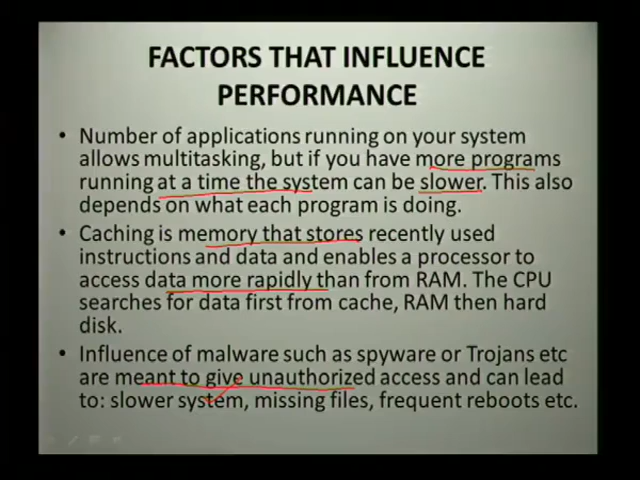 FACTORS THAT INFLUENCE
PERFORMANCE
• Number of applications running on your system
allows multitasking, but if you have more programs
running at a time the system can be slower. This also
depends on what each program is doing.
• Caching is memory that stores recently used
instructions and data and enables a processor to
access data more rapidly than from RAM. The CPU
searches for data first from cache, RAM then hard
disk.
• Influence of malware such as spyware or Trojans etc
are meant to give unauthorized access and can lead
to: slower system, missing files, frequent reboots etc.